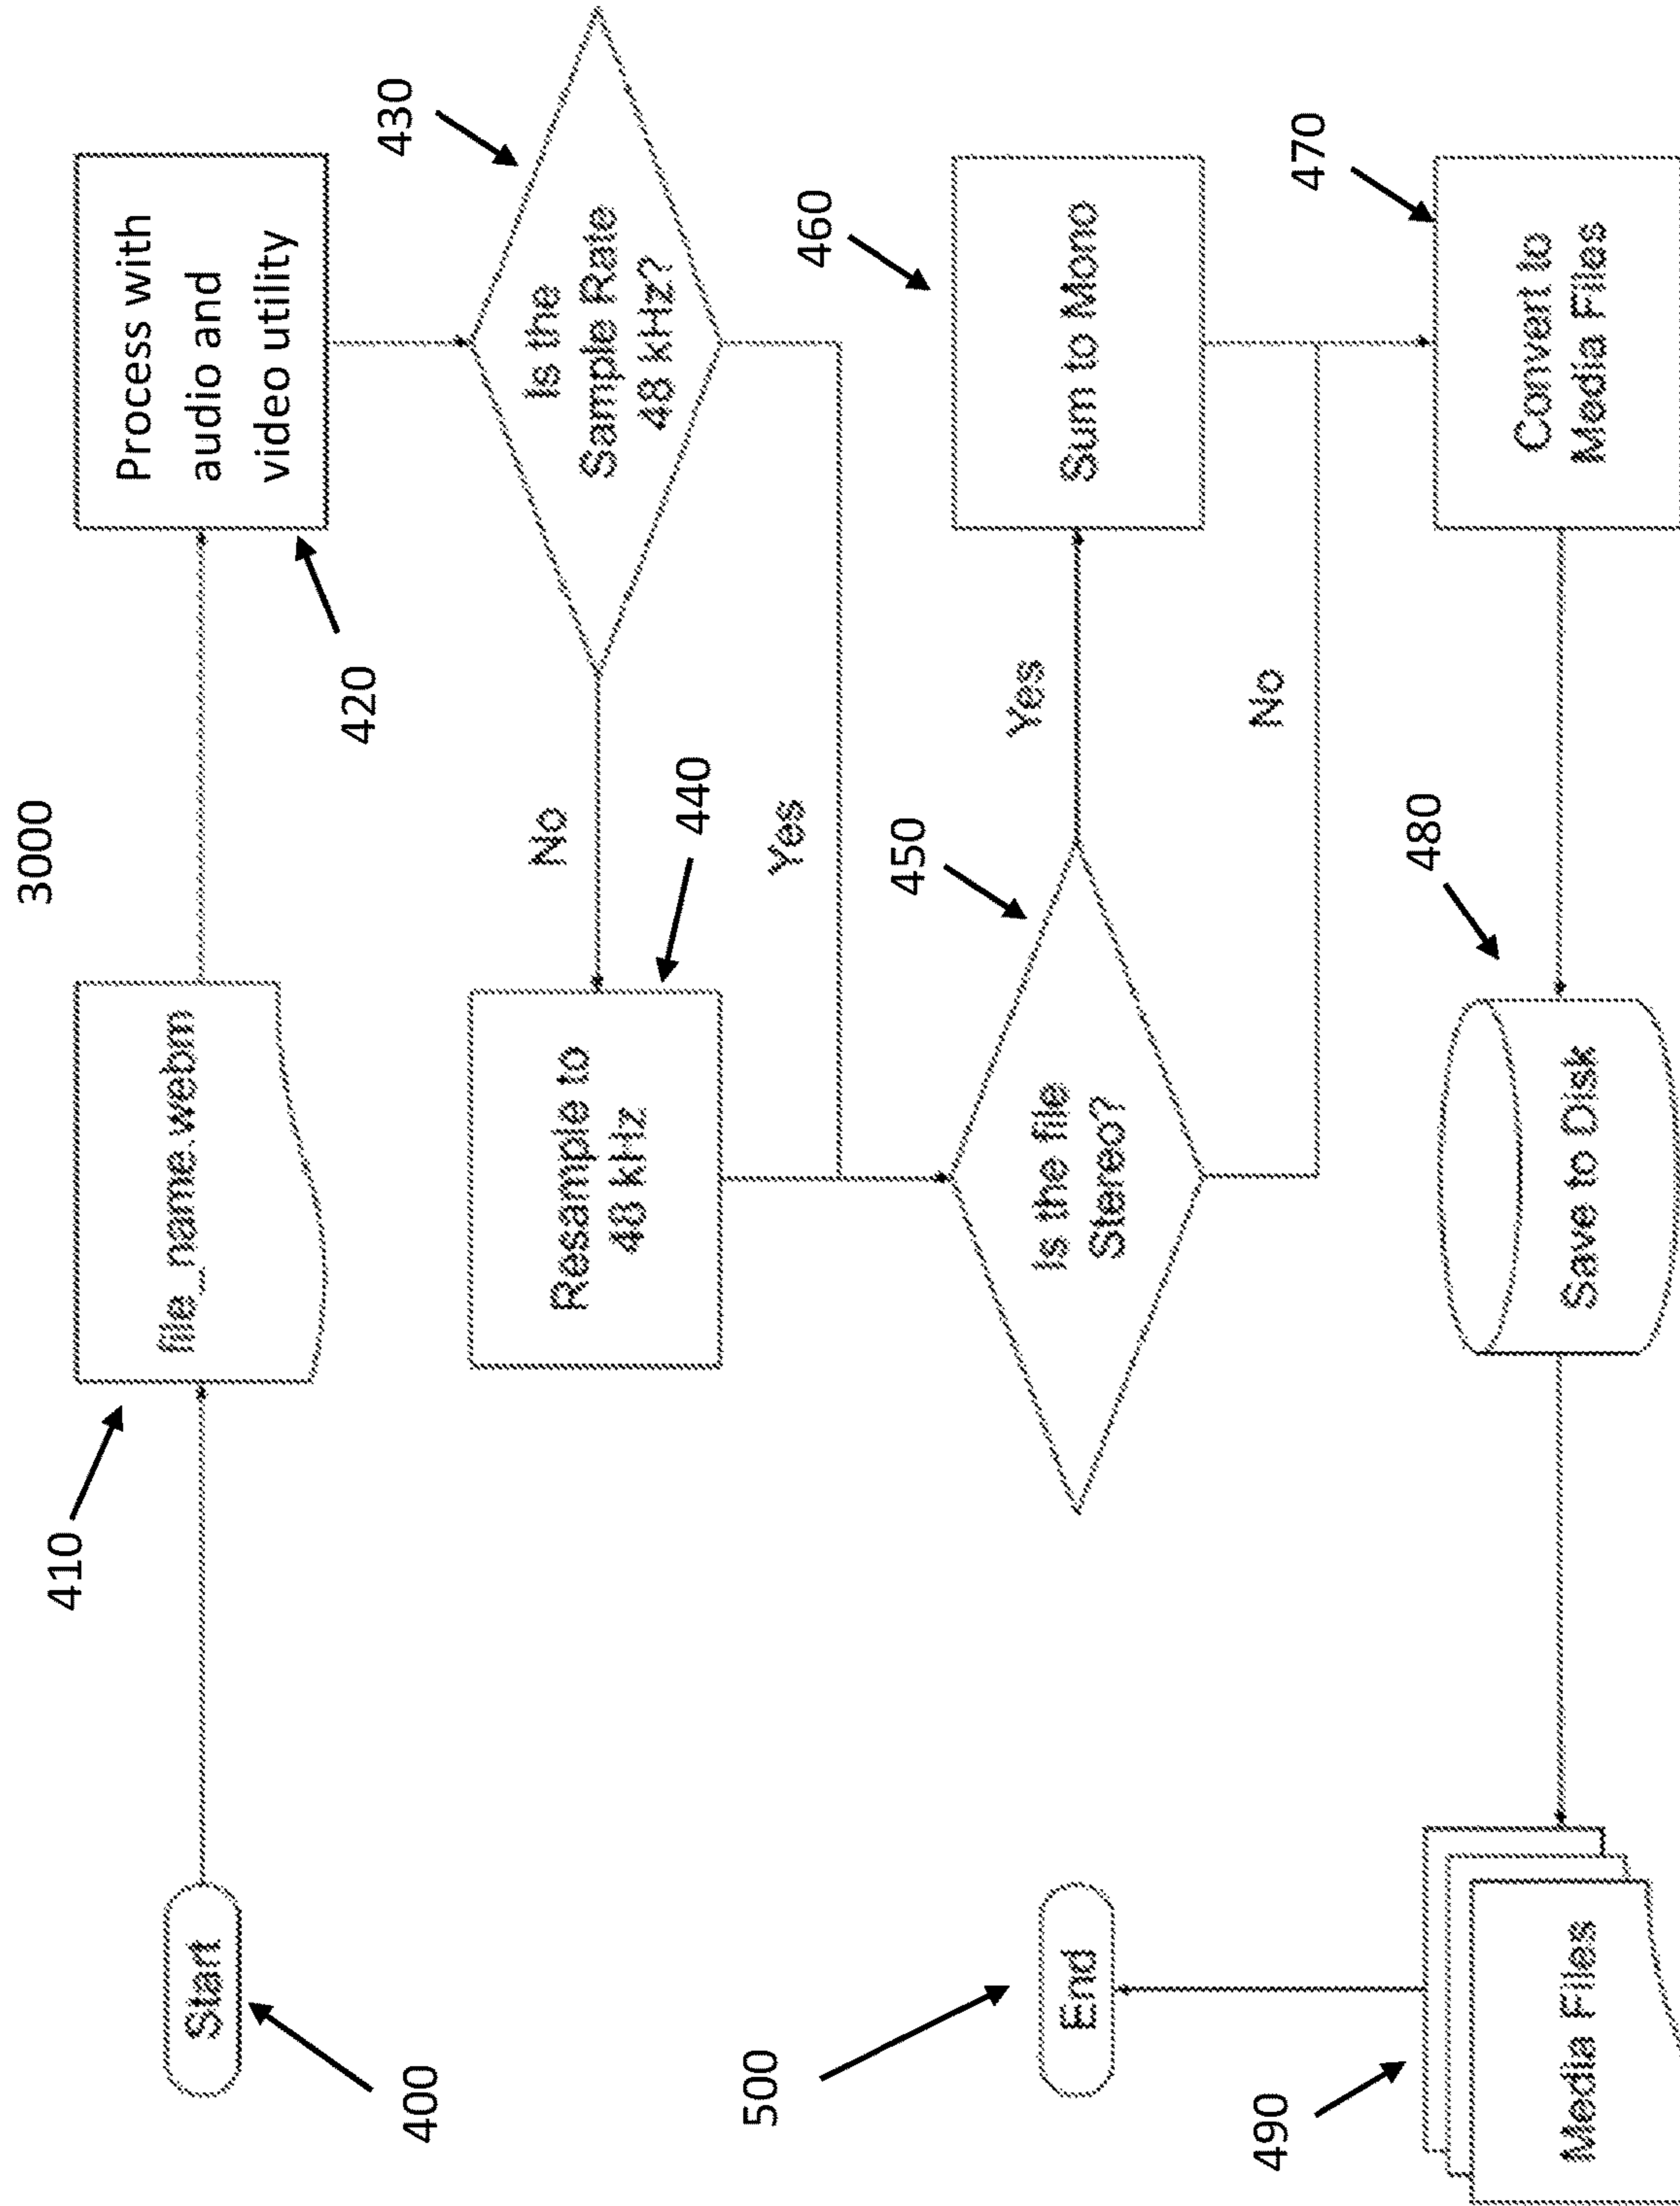 3000
400
Start
410
file_name.webm
420
Process with
audio and
video utility
430
Is the
Sample Rate
48 kHz?
No
Yes
440
Resample to
48 kHz
450
Is the file
Stereo?
Yes
No
460
Sum to Mono
470
Convert to
Media Files
480
Save to Disk
490
Media Files
500
End